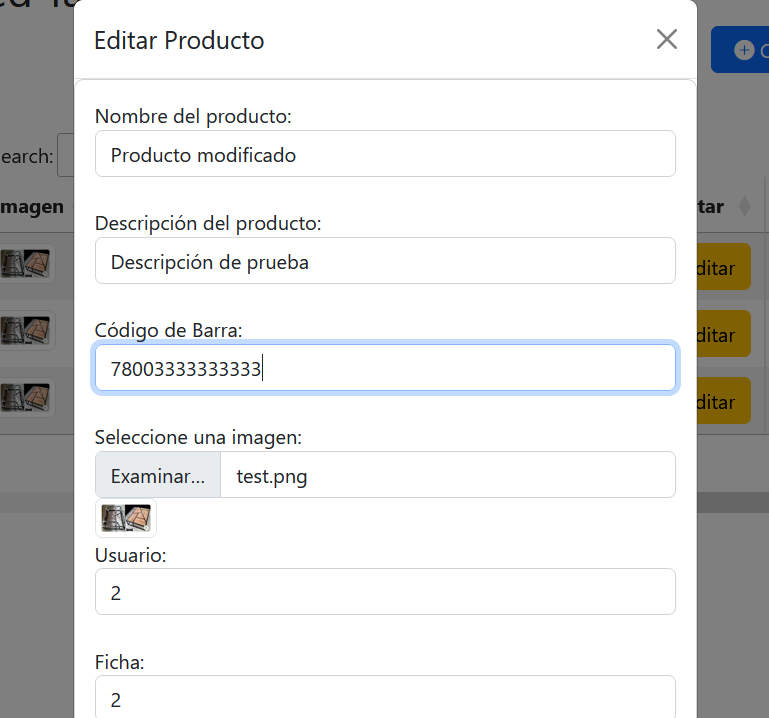 Editar Producto
Nombre del producto:
Producto modificado
earch:
Descripción del producto:
magen
tar
Descripción de prueba
ditar
Código de Barra:
ditar
78003333333333
ditar
Seleccione una imagen:
Examinar... test.png
Usuario:
2
Ficha:
2